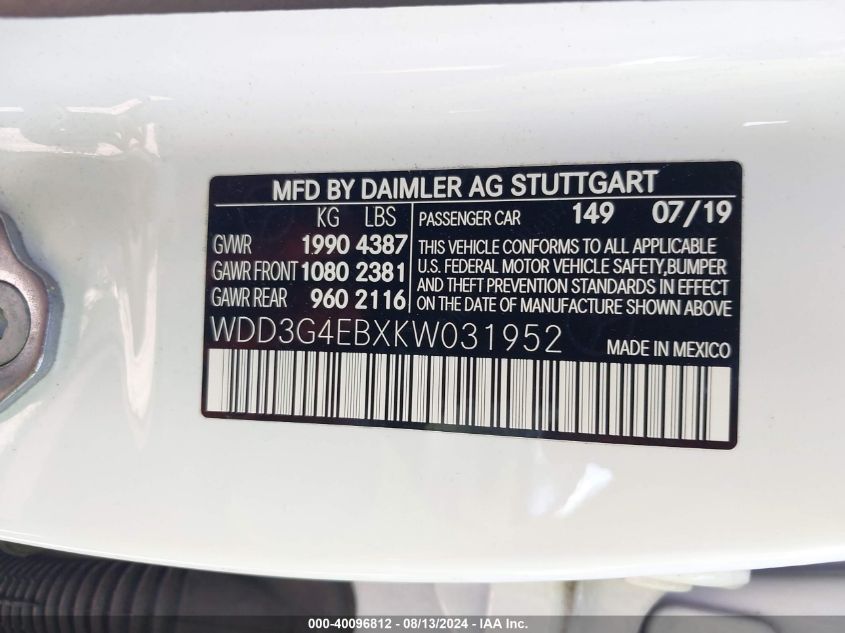 MFD BY DAIMLER AG STUTTGART
KG LBS PASSENGER CAR 149 07/19
GVWR 1990 4387
GAWR FRONT 1080 2381
GAWR REAR 960 2116
THIS VEHICLE CONFORMS TO ALL APPLICABLE
U.S. FEDERAL MOTOR VEHICLE SAFETY,BUMPER
AND THEFT PREVENTION STANDARDS IN EFFECT
ON THE DATE OF MANUFACTURE SHOWN ABOVE
WDD3G4EBXKW031952 MADE IN MEXICO
000-40096812 - 08/13/2024 - IAA Inc.